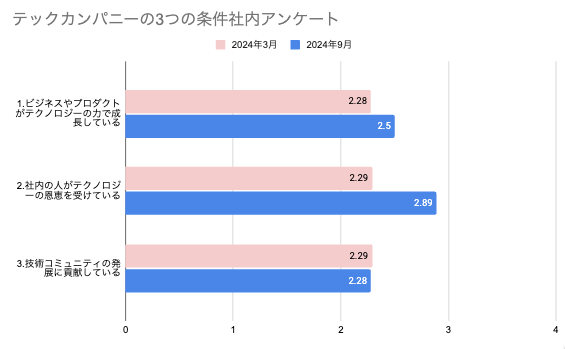 テックカンパニーの3つの条件社内アンケート
2024年3月 2024年9月
1.ビジネスやプロダクト
がテクノロジーの力で成
長している
2.28
2.5
2.社内の人がテクノロジ
ーの恩恵を受けている
2.29
2.89
3.技術コミュニティの発
展に貢献している
2.29
2.28
0 1 2 3 4